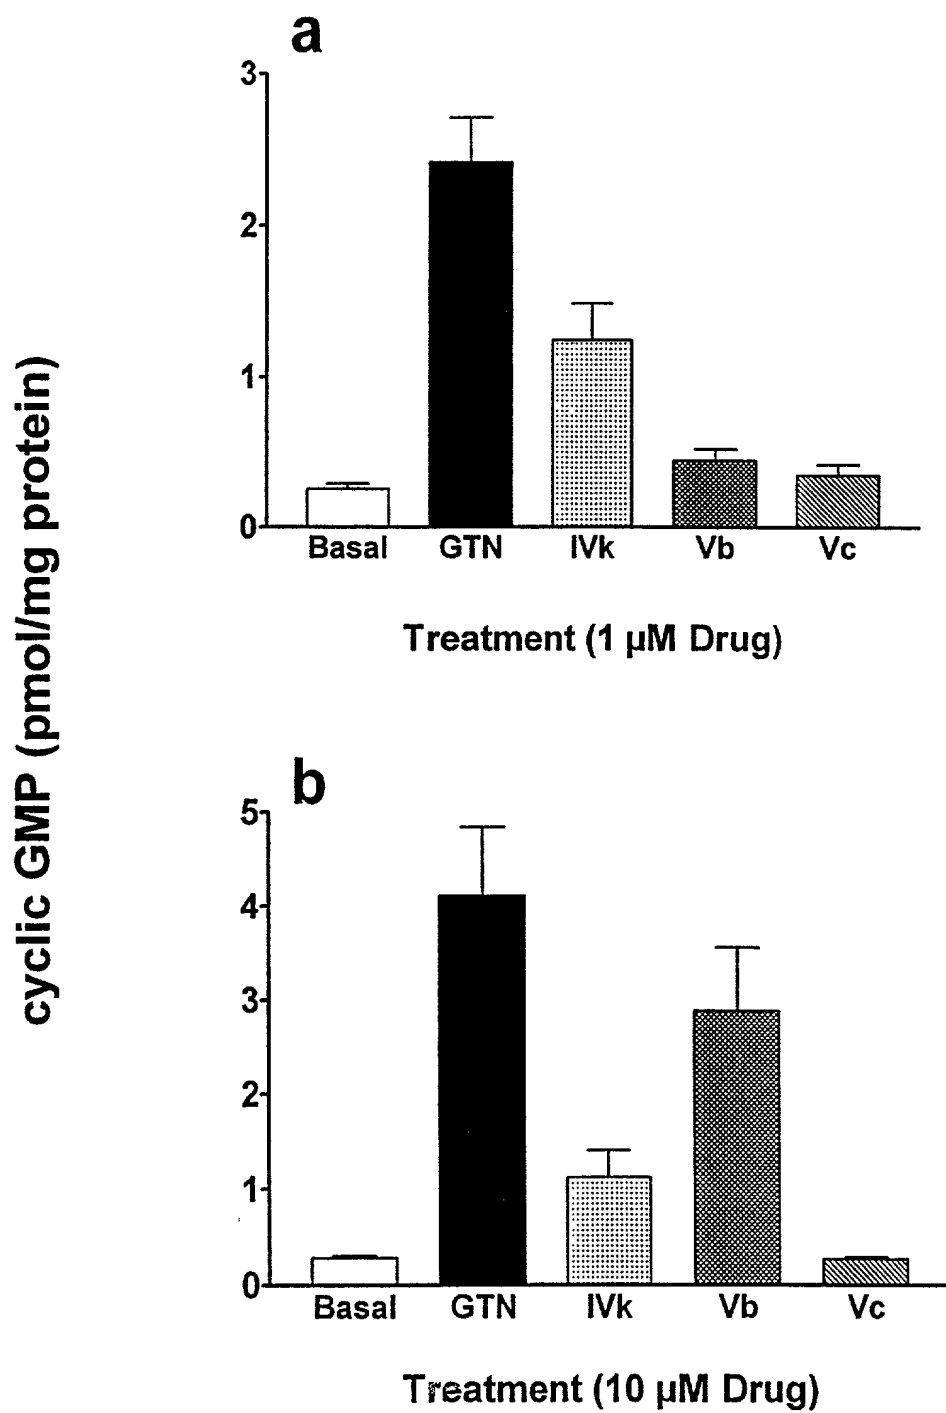 a
3
2
1
0
Basal GTN IVk Vb Vc
Treatment (1 µM Drug)
cyclic GMP (pmol/mg protein)
b
5
4
3
2
1
0
Basal GTN IVk Vb Vc
Treatment (10 µM Drug)